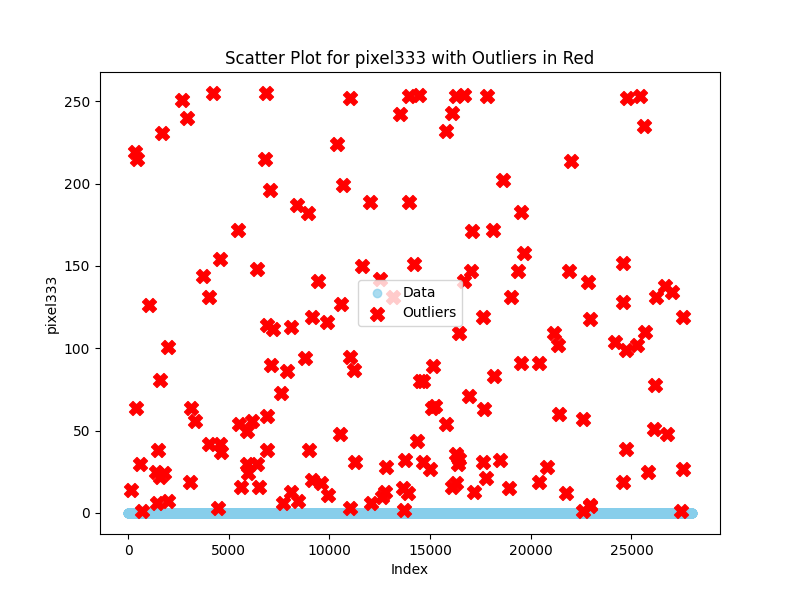 Scatter Plot for pixel333 with Outliers in Red
250
200
150
100
50
0
pixel333
Data
Outliers
0
5000
10000
15000
20000
25000
Index